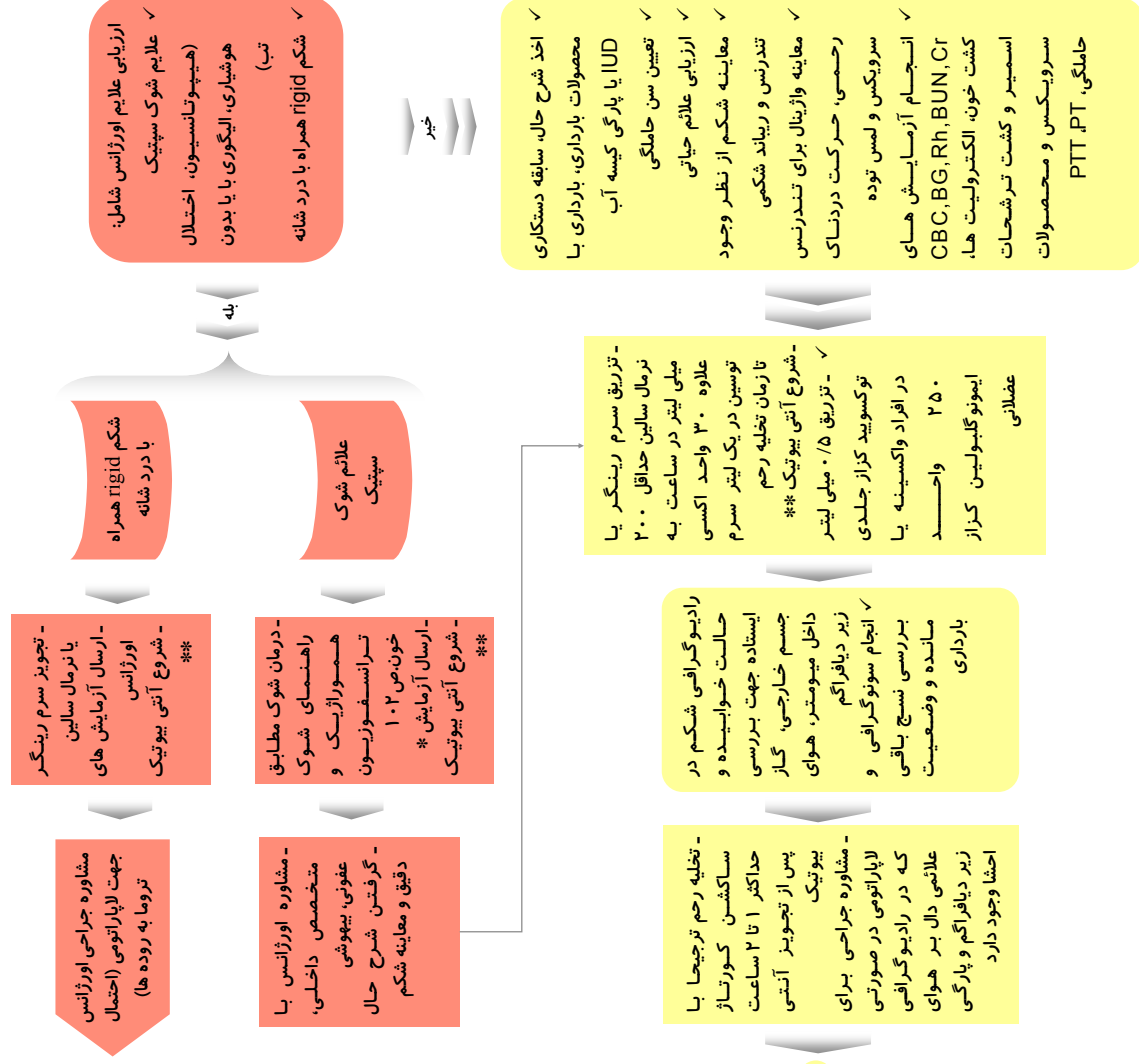 ارزیابی علایم اورژانس شامل:
✓ علایم شوک سپتیک
(هیپوتانسیون، اختلال
هوشیاری، الیگوری با یا بدون
تب)
✓ شکم rigid همراه با درد شانه
خیر
بله
شکم rigid همراه
با درد شانه
علائم شوک
سپتیک
- تجویز سرم رینگر
یا نرمال سالین
- ارسال آزمایش های
اورژانس
- شروع آنتی بیوتیک
**
-درمان شوک مطابق
راهنمای شوک
هموراژیک و
ترانسفوزیون
خون،ص۱۰۲
-ارسال آزمایش *
- شروع آنتی بیوتیک
**
مشاوره جراحی اورژانس
جهت لاپاراتومی (احتمال
تروما به روده ها)
-مشاوره اورژانس با
متخصص داخلی،
عفونی، بیهوشی
- گرفتن شرح حال
دقیق و معاینه شکم
✓ اخذ شرح حال، سابقه دستکاری
محصولات بارداری، بارداری با
IUD یا پارگی کیسه آب
✓ تعیین سن حاملگی
✓ ارزیابی علائم حیاتی
✓ معاینه شکم از نظر وجود
تندرنس و ریباند شکمی
✓ معاینه واژینال برای تندرنس
رحمی، حرکت دردناک
سرویکس و لمس توده
✓ انجام آزمایش های
CBC,BG,Rh,BUN,Cr
کشت خون، الکترولیت ها،
اسمیر و کشت ترشحات
سرویکس و محصولات
حاملگی، PTT ,PT
- تزریق سرم رینگر یا
نرمال سالین حداقل ۲۰۰
میلی لیتر در ساعت به
علاوه ۳۰ واحد اکسی
توسین در یک لیتر سرم
تا زمان تخلیه رحم
-شروع آنتی بیوتیک **
✓ - تزریق ۰/۵ میلی لیتر
توکسویید کزاز جلدی
در افراد واکسینه یا
۲۵۰ واحد
ایمونوگلبولین کزاز
عضلانی
رادیوگرافی شکم در
حالت خوابیده و
ایستاده جهت بررسی
جسم خارجی، گاز
داخل میومتر، هوای
زیر دیافراگم
✓ انجام سونوگرافی و
بررسی نسج باقی
مانده و وضعیت
بارداری
- تخلیه رحم ترجیحا با
ساکشن کورتاژ
حداکثر ۱ تا ۲ ساعت
پس از تجویز آنتی
بیوتیک
- مشاوره جراحی برای
لاپاراتومی در صورتی
که در رادیوگرافی
علائمی دال بر هوای
زیر دیافراگم و پارگی
احشا وجود دارد